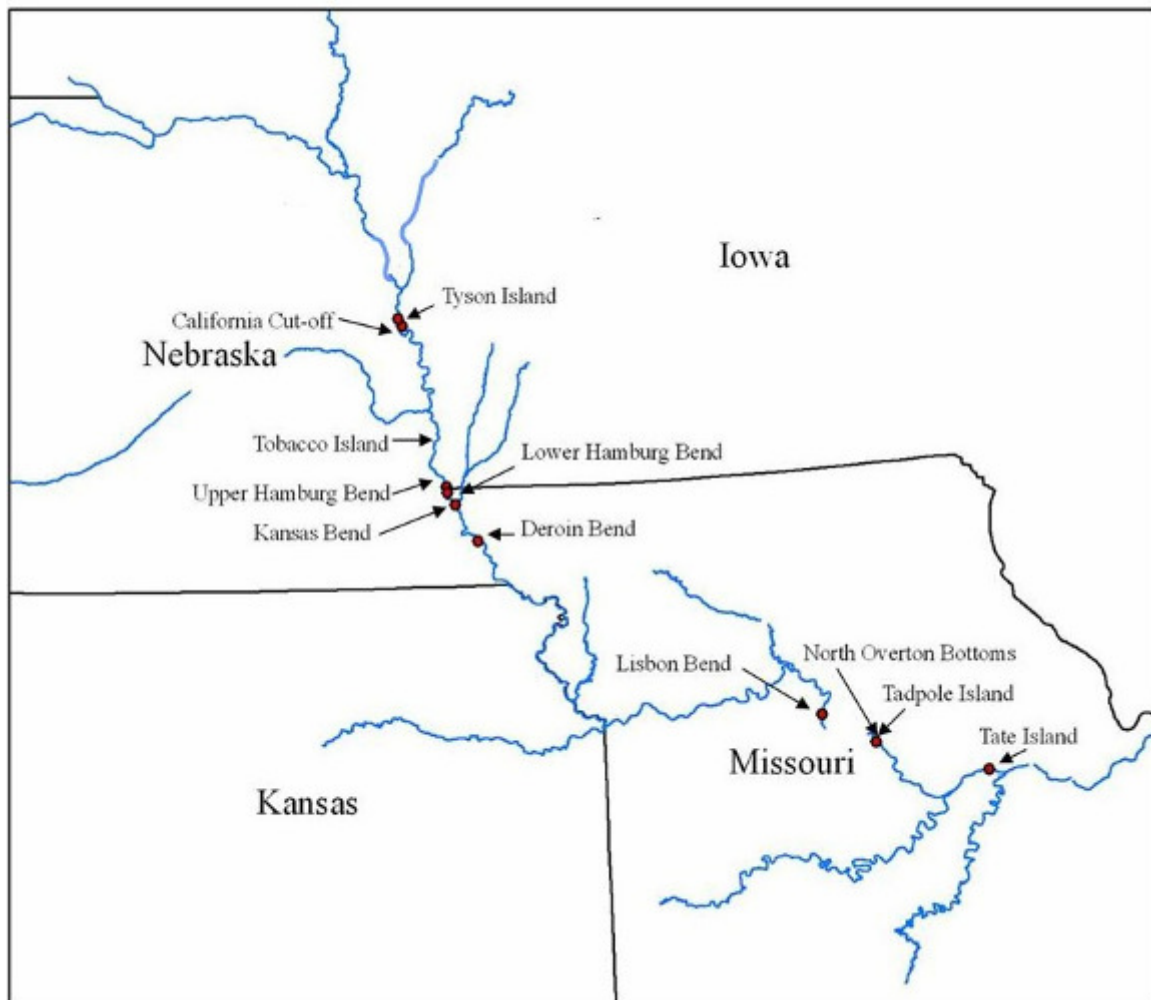 Iowa
Tyson Island
California Cut-off
Nebraska
Tobacco Island
Lower Hamburg Bend
Upper Hamburg Bend
Kansas Bend
Deroin Bend
North Overton Bottoms
Lisbon Bend
Tadpole Island
Tate Island
Missouri
Kansas